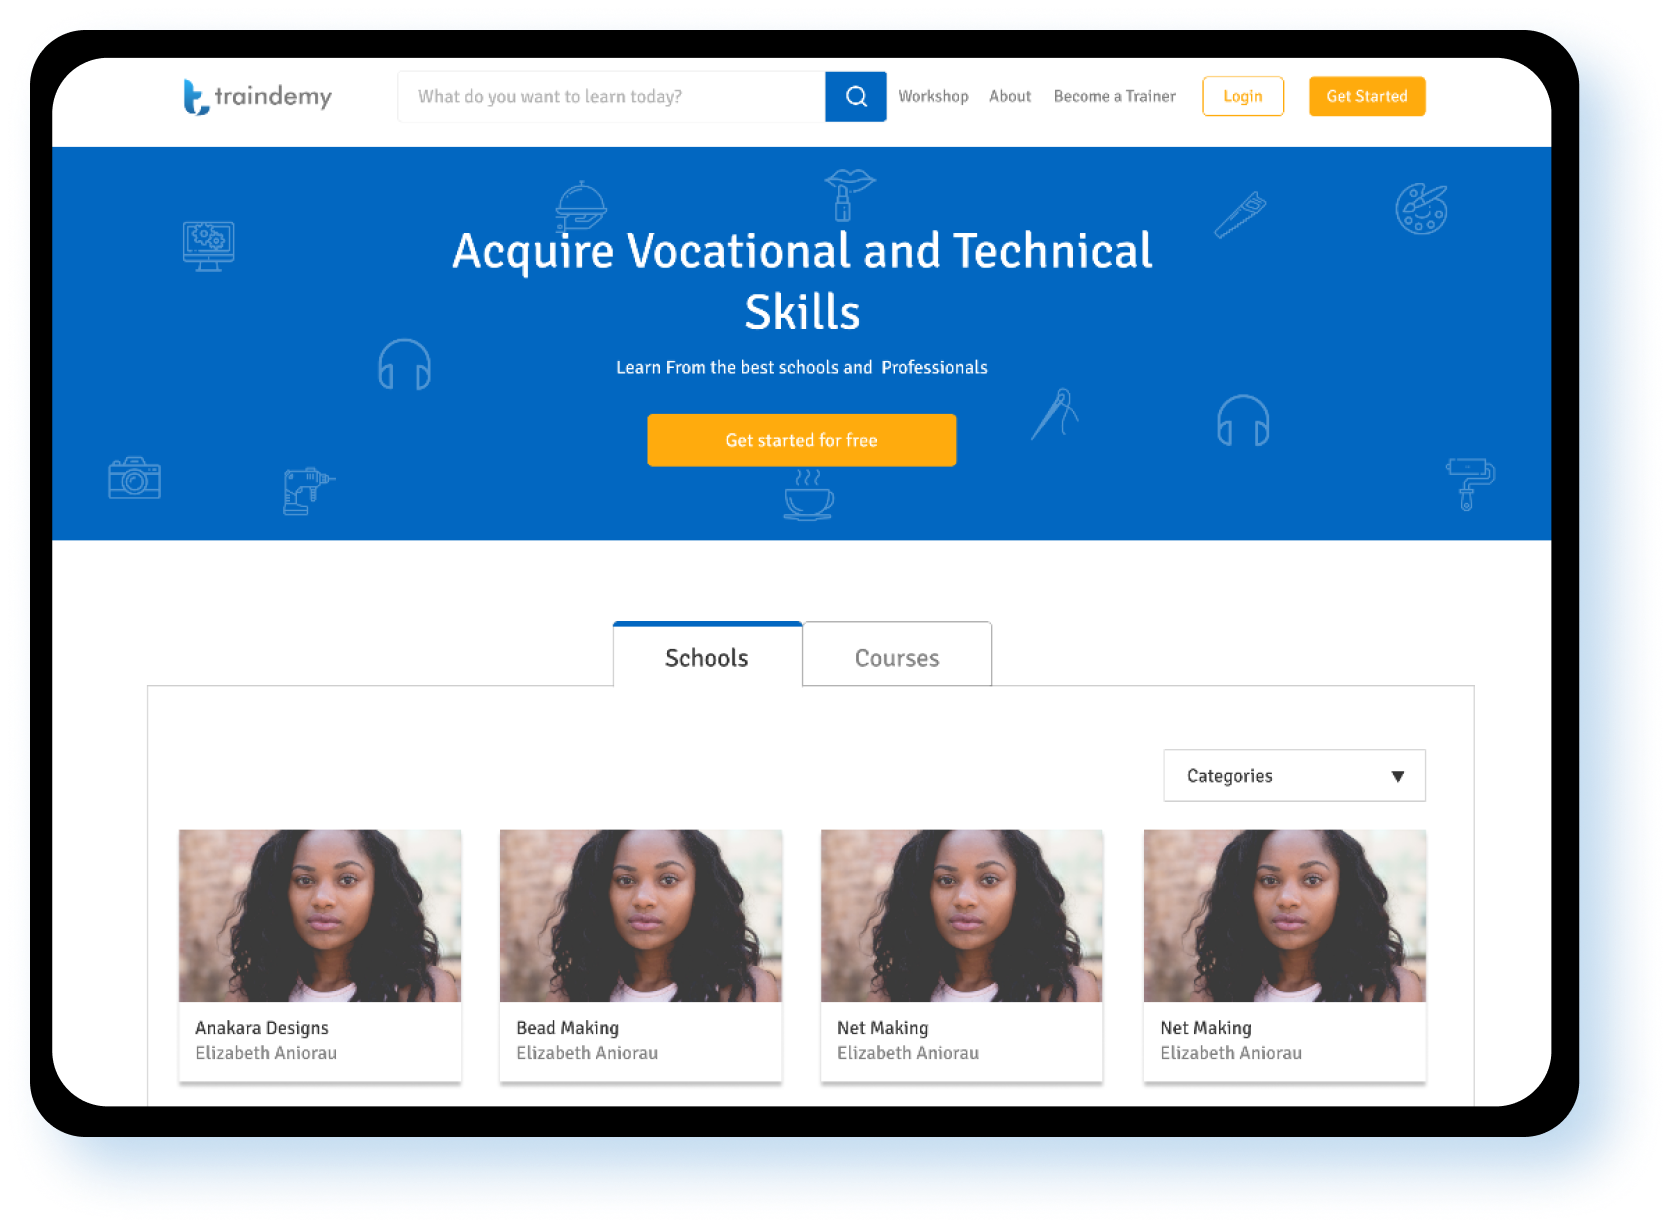 traindemy
What do you want to learn today?
Workshop
About
Become a Trainer
Login
Get Started
Acquire Vocational and Technical
Skills
Learn From the best schools and Professionals
Get started for free
Schools
Courses
Categories
Anakara Designs
Elizabeth Aniorau
Bead Making
Elizabeth Aniorau
Net Making
Elizabeth Aniorau
Net Making
Elizabeth Aniorau